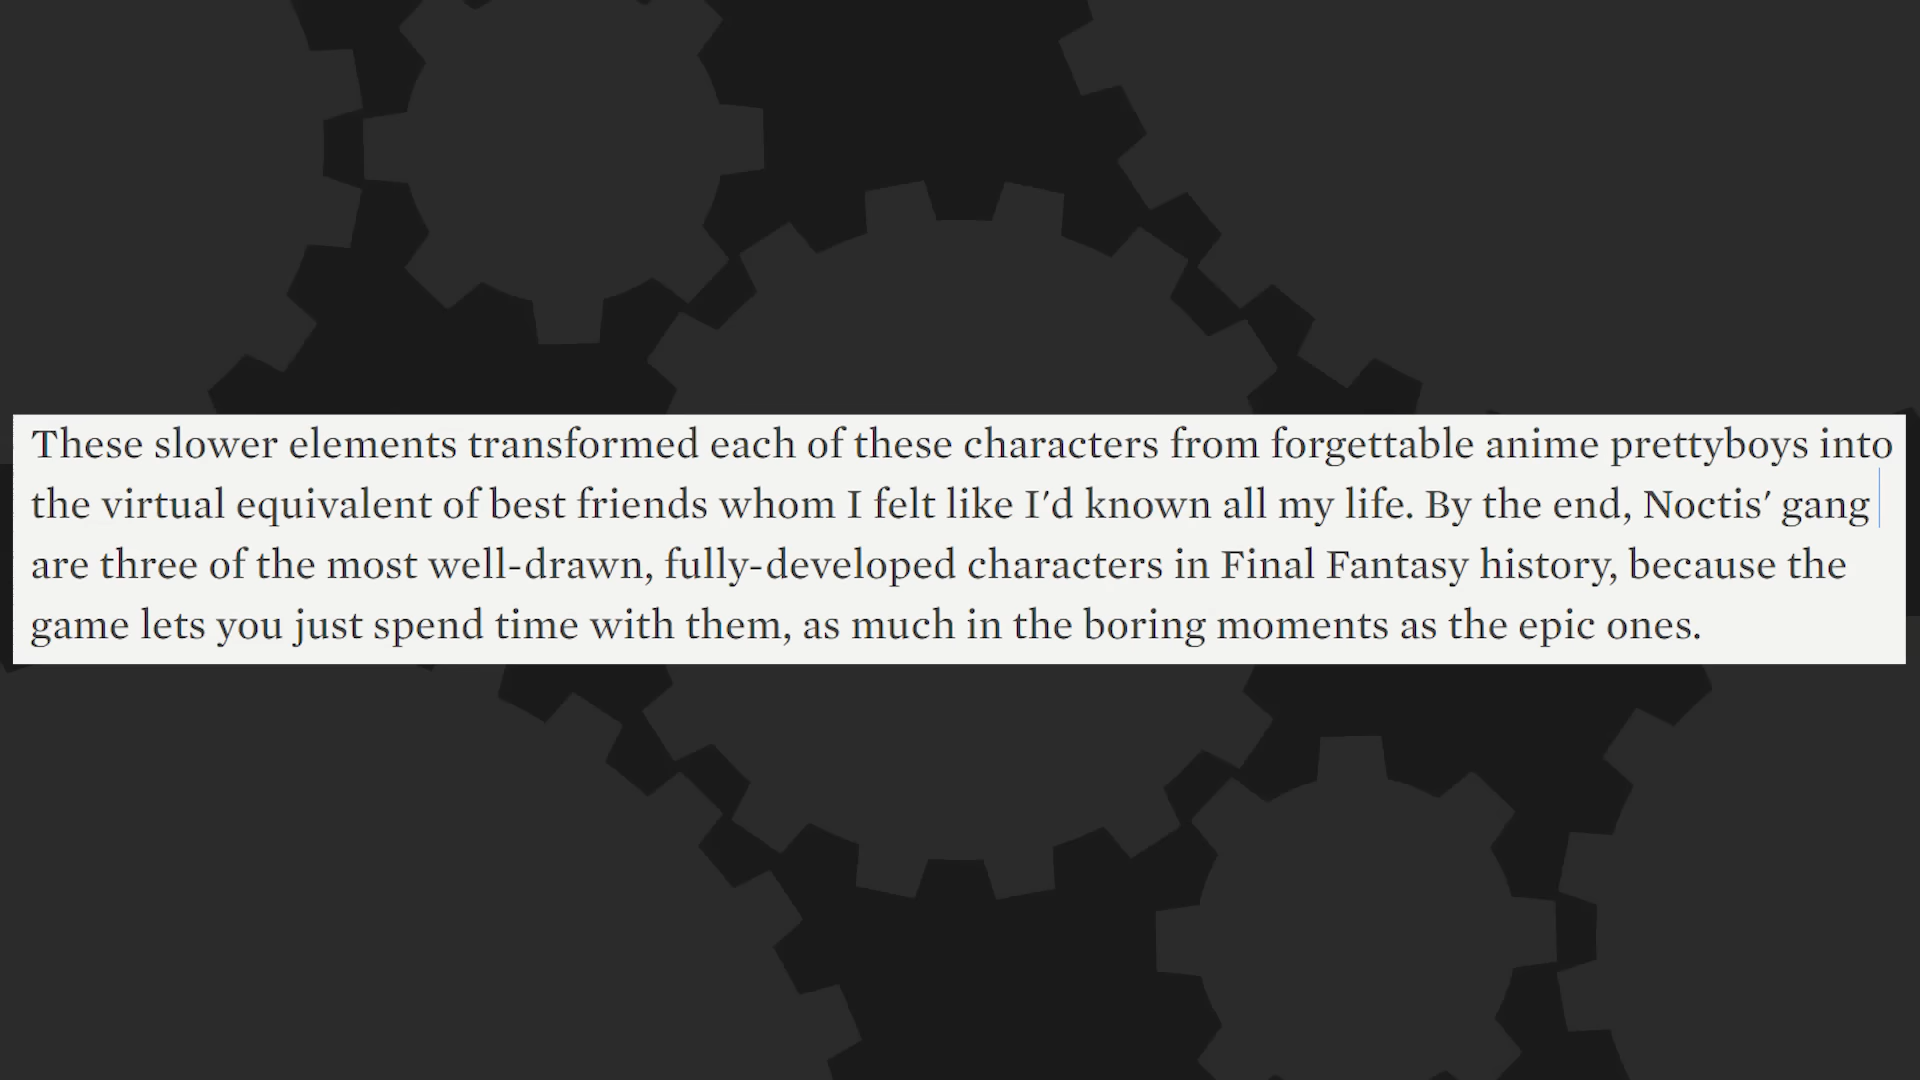 These slower elements transformed each of these characters from forgettable anime prettyboys into
the virtual equivalent of best friends whom I felt like I'd known all my life. By the end, Noctis' gang
are three of the most well-drawn, fully-developed characters in Final Fantasy history, because the
game lets you just spend time with them, as much in the boring moments as the epic ones.